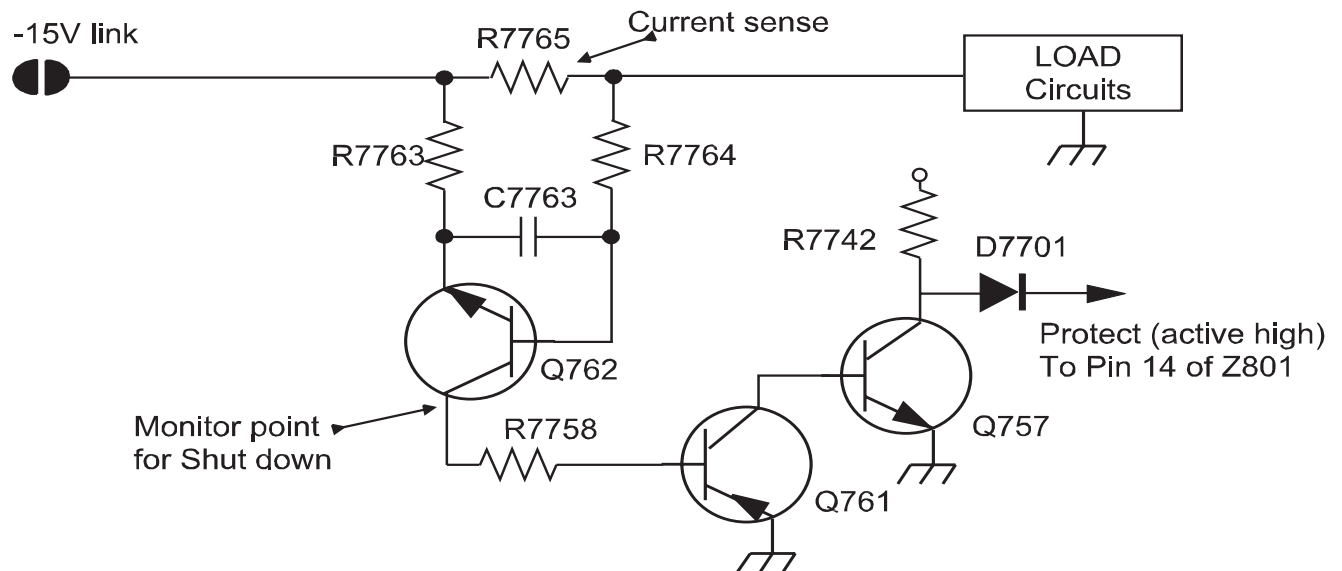 -15V link
R7765
Current sense
LOAD
Circuits
R7763
R7764
C7763
R7742
D7701
Protect (active high)
To Pin 14 of Z801
Q762
Monitor point
for Shut down
R7758
Q757
Q761